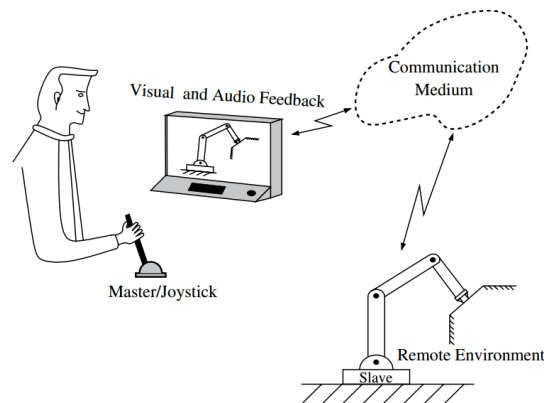 Communication
Medium
Visual and Audio Feedback
Master/Joystick
Remote Environment
Slave